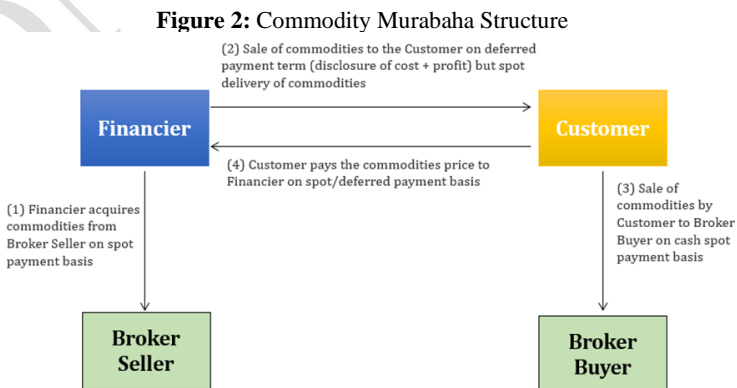 Figure 2: Commodity Murabaha Structure
(2) Sale of commodities to the Customer on deferred
payment term (disclosure of cost + profit) but spot
delivery of commodities
Financier
Customer
(4) Customer pays the commodities price to
Financier on spot/deferred payment basis
(1) Financier acquires
commodities from
Broker Seller on spot
payment basis
(3) Sale of
commodities by
Customer to Broker
Buyer on cash spot
payment basis
Broker
Seller
Broker
Buyer